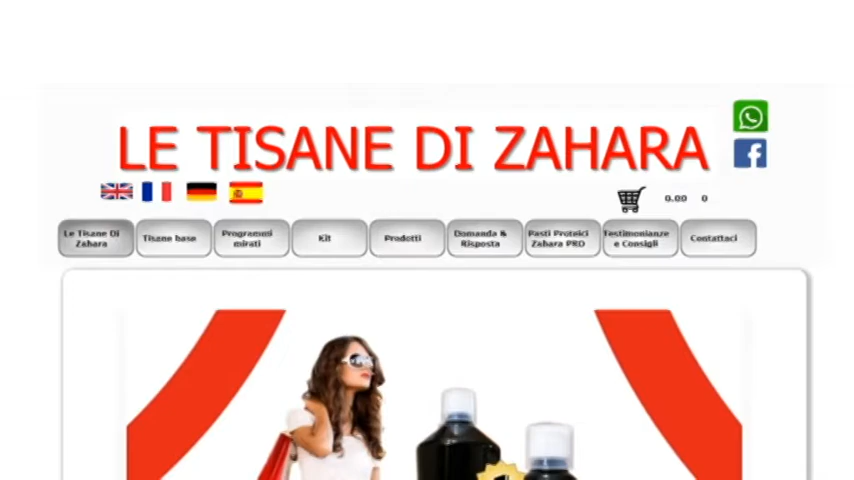 LE TISANE DI ZAHARA
0.00 0
Le Tisane Di
Zahara
Tisane base
Programmi
mirati
Kit
Prodotti
Domanda &
Risposta
Pasti Proteici
Zahara PRO
Testimonianze
e Consigli
Contattaci